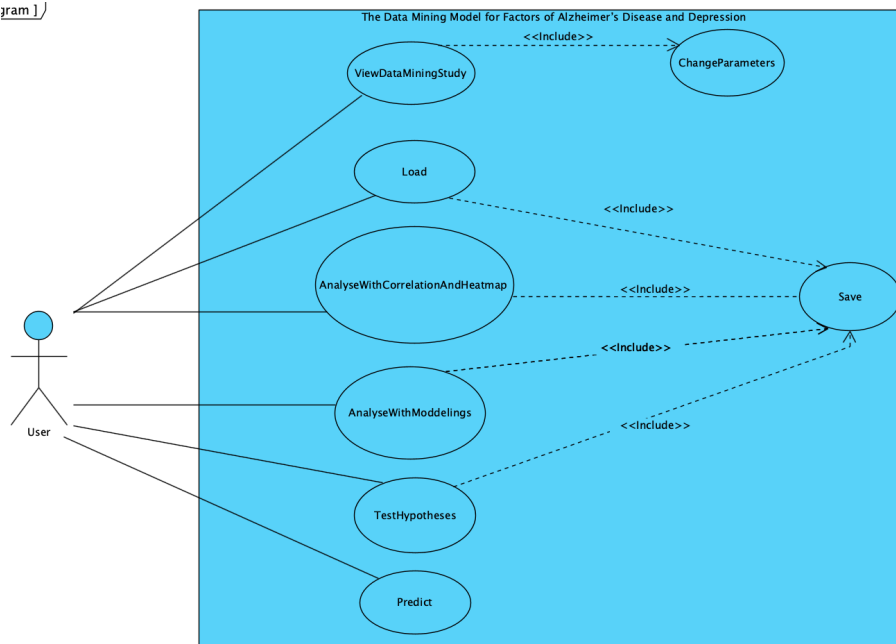 gram ]
The Data Mining Model for Factors of Alzheimer's Disease and Depression
<<Include>>
ViewDataMiningStudy
ChangeParameters
Load
<<Include>>
AnalyseWithCorrelationAndHeatmap
<<Include>>
Save
<<Include>>
AnalyseWithModdelings
<<Include>>
User
TestHypotheses
Predict